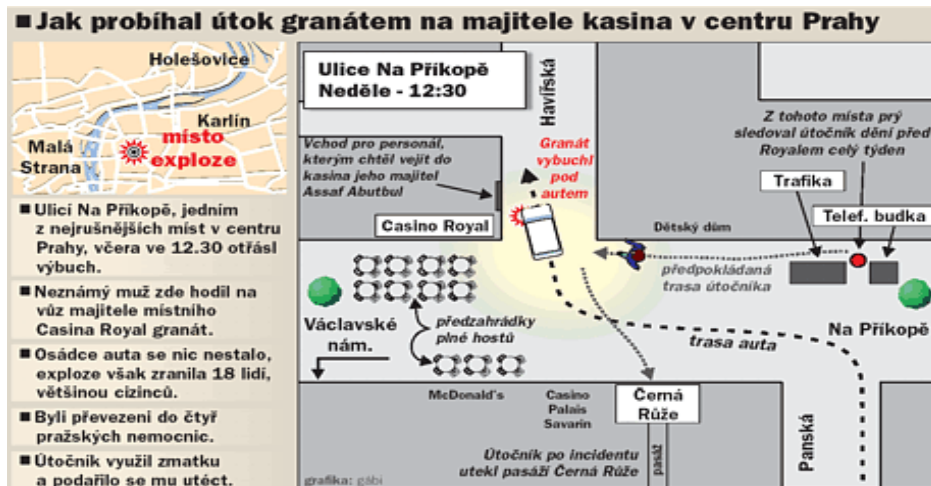 ■ Jak probíhal útok granátem na majitele kasina v centru Prahy
Holešovice
Karlín
místo
exploze
Malá
Strana
■ Ulicí Na Příkopě, jedním
z nejrušnějších míst v centru
Prahy, včera ve 12.30 otřásl
výbuch.
■ Neznámý muž zde hodil na
vůz majitele místního
Casina Royal granát.
■ Osádce auta se nic nestalo,
exploze však zranila 18 lidí,
většinou cizinců.
■ Byli převezeni do čtyř
pražských nemocnic.
■ Útočník využil zmatku
a podařilo se mu utéct.
Ulice Na Příkopě
Neděle - 12:30
Havířská
Vchod pro personál,
kterým chtěl vejít do
kasina jeho majitel
Assaf Abutbul
Granát
vybuchl
pod
autem
Z tohoto místa prý
sledoval útočník dění před
Royalem celý týden
Trafika
Telef. budka
Casino Royal
Dětský dům
předpokládaná
trasa útočníka
Václavské
nám.
předzahrádky
plné hostů
trasa auta
Na Příkopě
McDonald's
Casino
Palais
Savarin
Černá
Růže
Panská
pasáž
Útočník po incidentu
utekl pasáží Černá Růže
grafika: gábi